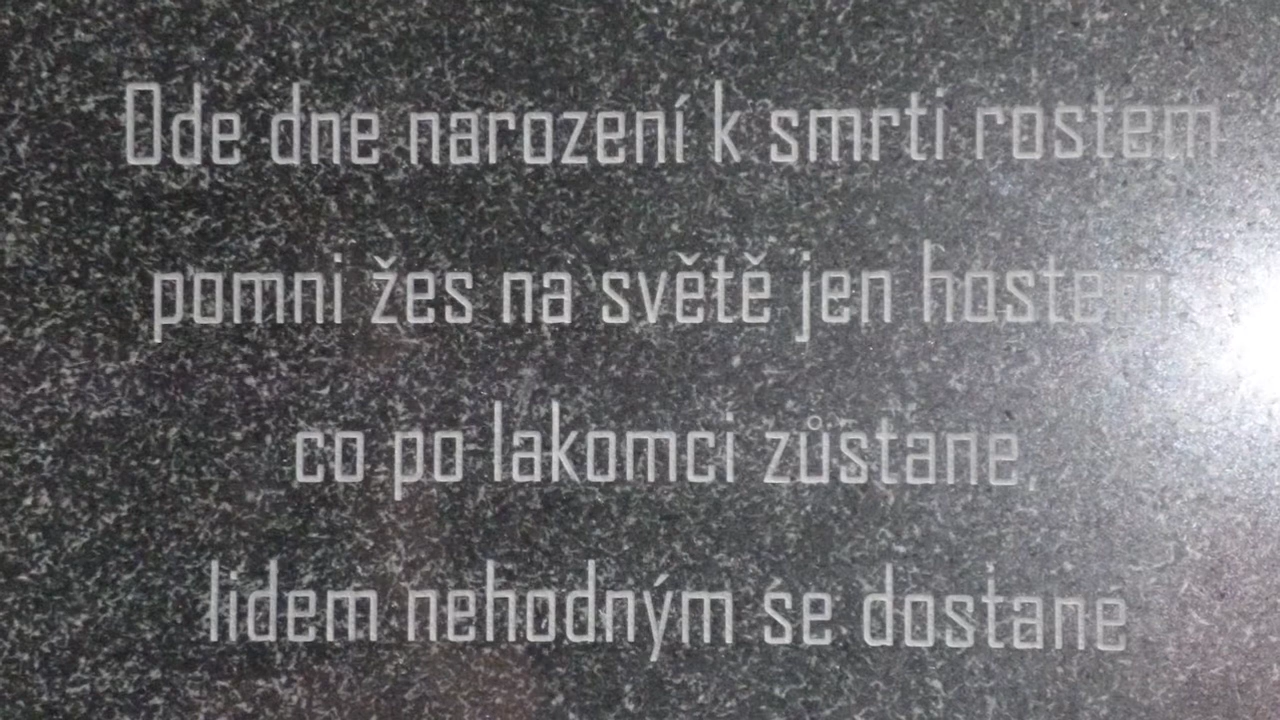 Ode dne narození k smrti rostem
pomni žes na světě jen hostem
co po lakomci zůstane,
lidem nehodným se dostane